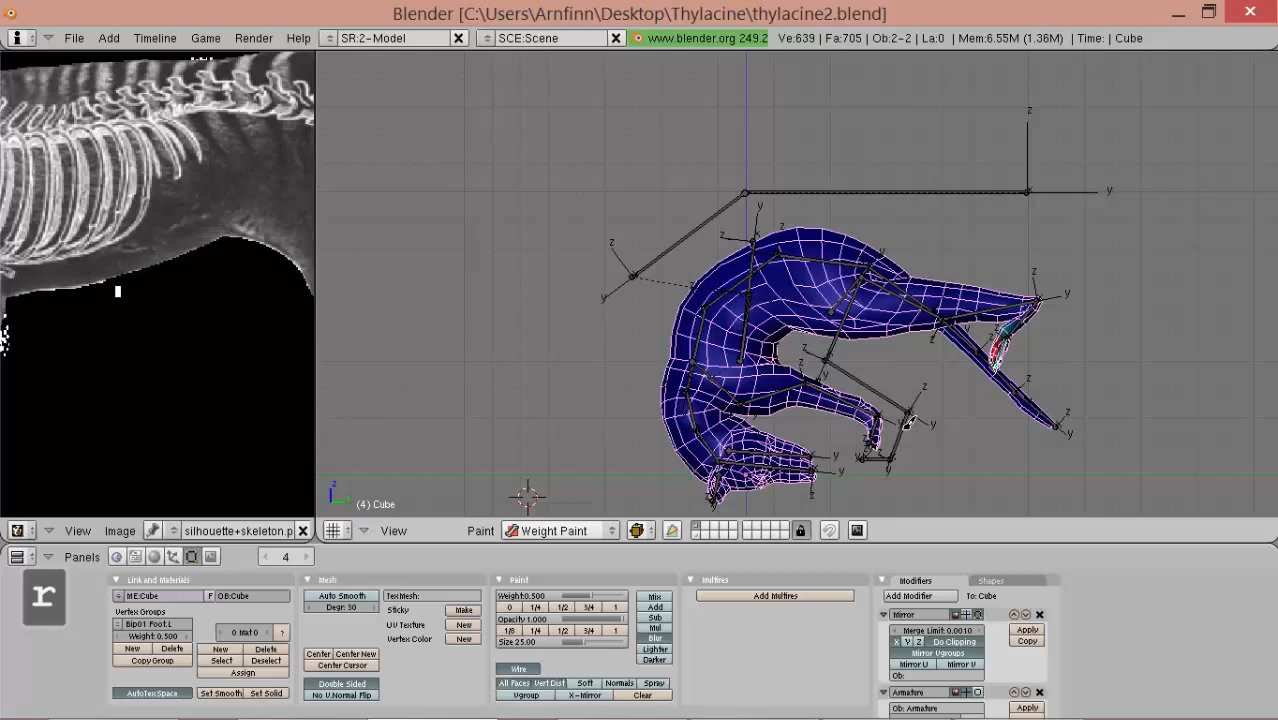 Blender [C:\Users\Arnfinn\Desktop\Thylacine\thylacine2.blend]
File Add Timeline Game Render Help SR:2-Model SCE:Scene www.blender.org 249.2 Ve:639 | Fa:705 | Ob:2-2 | La:0 | Mem:6.55M (1.36M) | Time: | Cube
z
y
y
z
z
z
z
y
z
y
z
z
z
z
y
z
y
y
z
y
y
y
z
y
z
(4) Cube
View Image silhouette+skeleton.p View Paint Weight Paint
Panels 4
r
Link and Materials Mesh Paint Multires Modifiers Shapes
ME:Cube F OB:Cube Auto Smooth TexMesh: Weight:0.500 Mix Add Multires Add Modifier To: Cube
Vertex Groups Degr: 30 Sticky Make 0 1/4 1/2 3/4 1 Add Mirror
Bip01 Foot.L 0 Mat 0 ? UV Texture New Opacity 1.000 Sub Merge Limit: 0.0010 Apply
Weight: 0.500 Vertex Color New 1/8 1/4 1/2 3/4 1 Mul X Y Z Do Clipping Copy
New Delete New Delete Center Center New Size 25.00 Blur Mirror Vgroups
Copy Group Select Deselect Center Cursor Lighter Mirror U Mirror V
Assign Wire Darker Ob:
AutoTexSpace Set Smooth Set Solid Double Sided All Faces Vert Dist Soft Normals Spray Armature
No V.Normal Flip Vgroup X-Mirror Clear Ob: Armature Apply